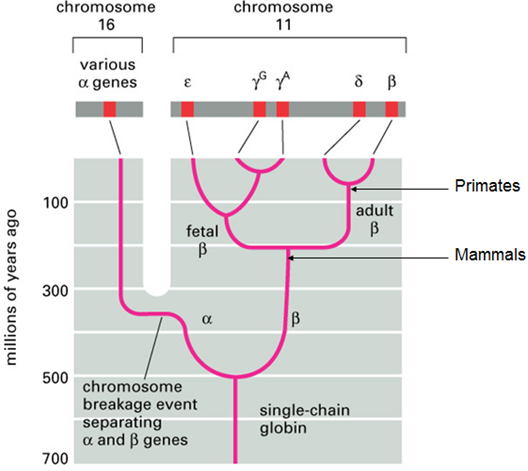 chromosome
16
chromosome
11
various
α genes
ε
γG
γA
δ
β
100
300
500
700
millions of years ago
Primates
adult
β
fetal
β
Mammals
α
β
chromosome
breakage event
separating
α and β genes
single-chain
globin